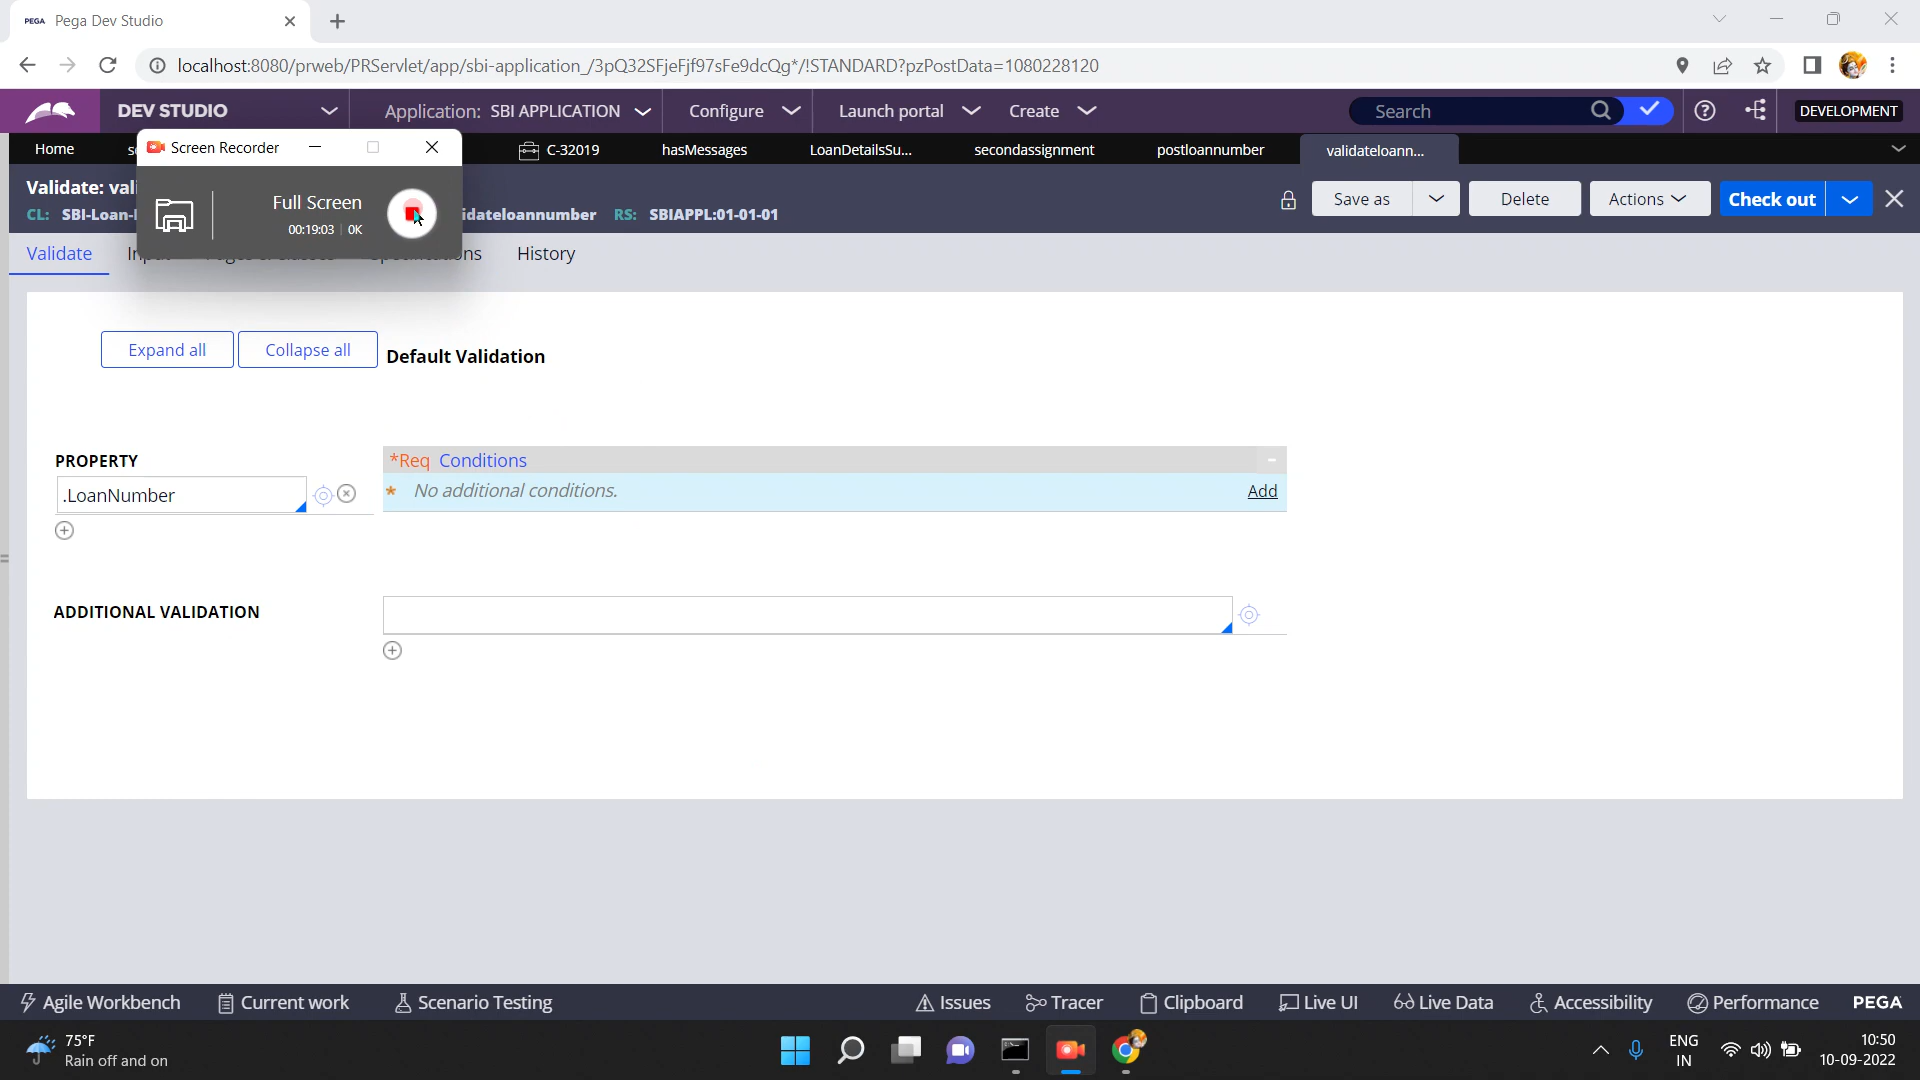 PEGA Pega Dev Studio
localhost:8080/prweb/PRServlet/app/sbi-application_/3pQ32SFjeFjf97sFe9dcQg*/!STANDARD?pzPostData=1080228120
DEV STUDIO
Application: SBI APPLICATION
Configure
Launch portal
Create
Search
DEVELOPMENT
Home
C-32019
hasMessages
LoanDetailsSu...
secondassignment
postloannumber
validateloann...
Screen Recorder
Full Screen
00:19:03 | 0K
Validate: val
CL: SBI-Loan-
idateloannumber RS: SBIAPPL:01-01-01
Save as
Delete
Actions
Check out
Validate
History
Expand all
Collapse all
Default Validation
PROPERTY
*Req Conditions
.LoanNumber
* No additional conditions.
Add
ADDITIONAL VALIDATION
Agile Workbench
Current work
Scenario Testing
Issues
Tracer
Clipboard
Live UI
Live Data
Accessibility
Performance
PEGA
75°F
Rain off and on
ENG
IN
10:50
10-09-2022